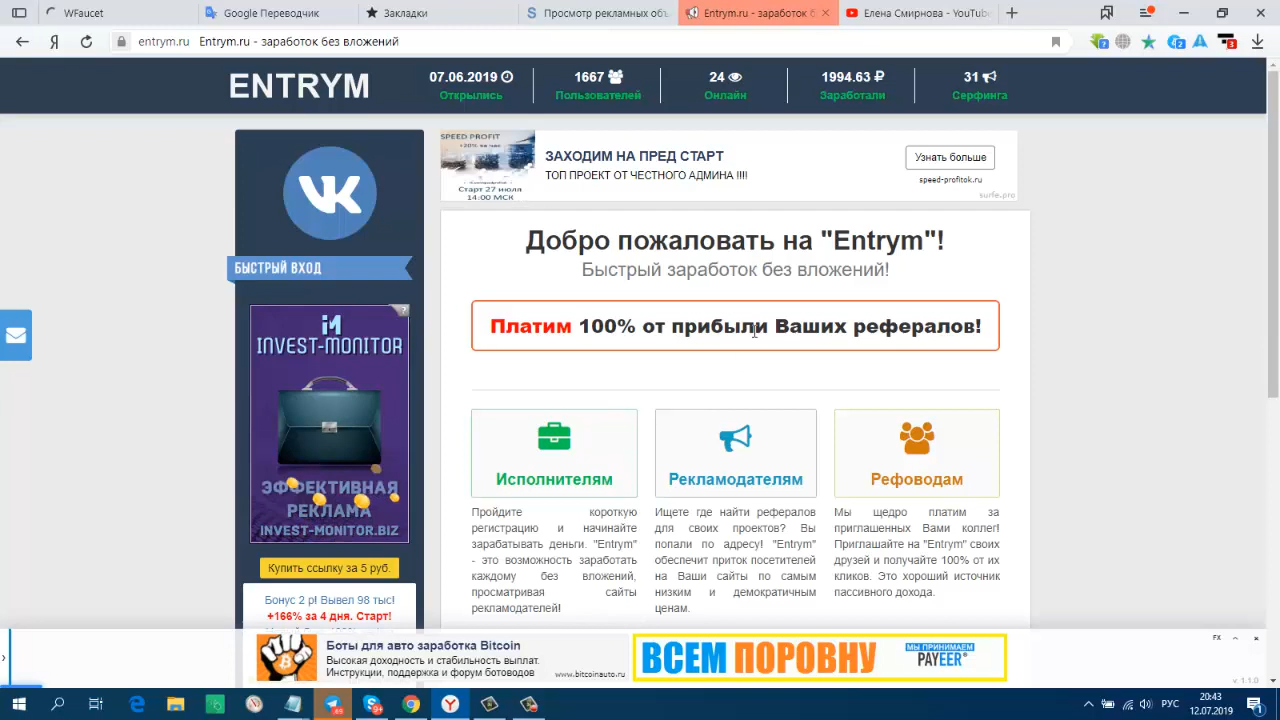 WFaucet
Google Переводчик
Закладки
Просмотр рекламных объ
Entrym.ru - заработок б
Елена Смирнова - YouTube
entrym.ru Entrym.ru - заработок без вложений
ENTRYM
07.06.2019
Открылись
1667
Пользователей
24
Онлайн
1994.63 ₽
Заработали
31
Серфинга
БЫСТРЫЙ ВХОД
INVEST-MONITOR
ЭФФЕКТИВНАЯ
РЕКЛАМА
INVEST-MONITOR.BIZ
Купить ссылку за 5 руб.
Бонус 2 р! Вывел 98 тыс!
+166% за 4 дня. Старт!
SPEED PROFIT
Старт 27 июля
14:00 МСК
ЗАХОДИМ НА ПРЕД СТАРТ
ТОП ПРОЕКТ ОТ ЧЕСТНОГО АДМИНА !!!!
Узнать больше
speed-profitok.ru
surfe.pro
Добро пожаловать на "Entrym"!
Быстрый заработок без вложений!
Платим 100% от прибыли Ваших рефералов!
Исполнителям
Пройдите короткую
регистрацию и начинайте
зарабатывать деньги. "Entrym"
- это возможность заработать
каждому без вложений,
просматривая сайты
рекламодателей!
Рекламодателям
Ищете где найти рефералов
для своих проектов? Вы
попали по адресу! "Entrym"
обеспечит приток посетителей
на Ваши сайты по самым
низким и демократичным
ценам.
Рефоводам
Мы щедро платим за
приглашенных Вами коллег!
Приглашайте на "Entrym" своих
друзей и получайте 100% от их
кликов. Это хороший источник
пассивного дохода.
Боты для авто заработка Bitcoin
Высокая доходность и стабильность выплат.
Инструкции, поддержка и форум ботоводов
www.bitcoinauto.ru
ВСЕМ ПОРОВНУ
МЫ ПРИНИМАЕМ
PAYEER
FX
v. 1.1.0
РУС
20:43
12.07.2019